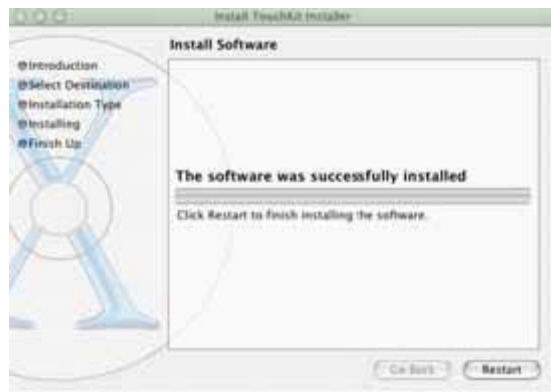 Install TouchKit Installer
Install Software
Introduction
Select Destination
Installation Type
Installing
Finish Up
The software was successfully installed
Click Restart to finish installing the software.
Go Back
Restart